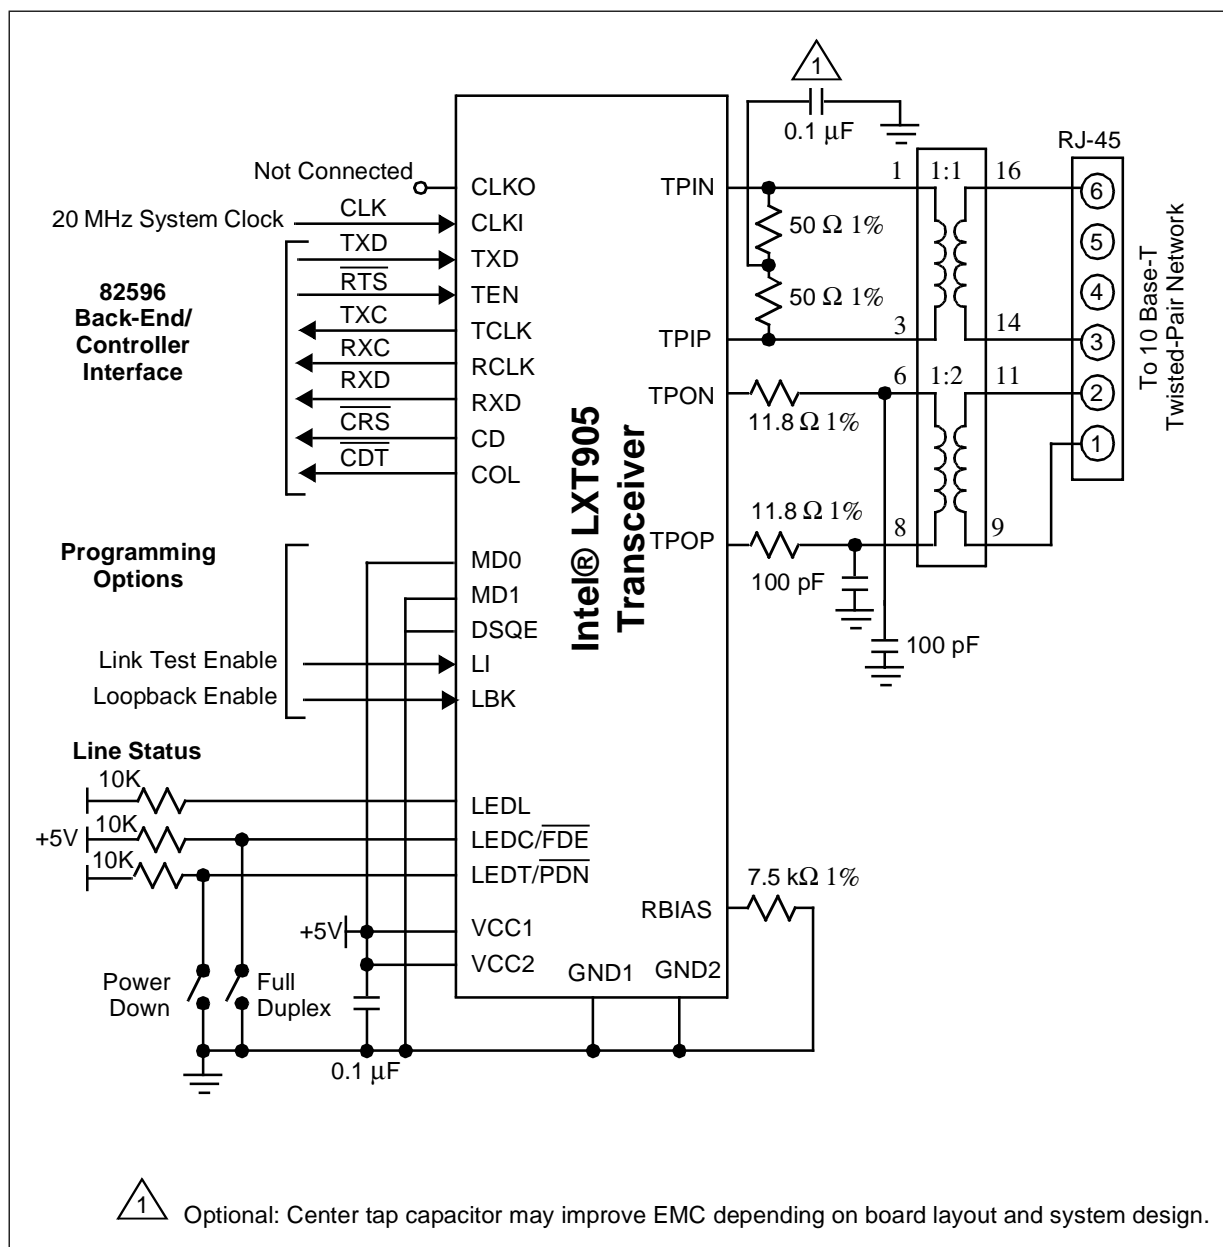 1
0.1 µF
RJ-45
Not Connected
CLKO
TPIN
1
1:1
16
6
20 MHz System Clock
CLK
CLKI
50 Ω 1%
5
TXD
TXD
82596
Back-End/
Controller
Interface
RTS
TEN
50 Ω 1%
4
TXC
TCLK
TPIP
3
14
3
RXC
RCLK
RXD
RXD
TPON
11.8 Ω 1%
6
1:2
11
2
CRS
CD
1
CDT
COL
To 10 Base-T
Twisted-Pair Network
Intel® LXT905
Transceiver
11.8 Ω 1%
TPOP
8
9
100 pF
100 pF
Programming
Options
MD0
MD1
DSQE
Link Test Enable
LI
Loopback Enable
LBK
Line Status
10K
LEDL
+5V
10K
LEDC/FDE
10K
LEDT/PDN
7.5 kΩ 1%
RBIAS
+5V
VCC1
VCC2
GND1
GND2
Power
Down
Full
Duplex
0.1 µF
1
Optional: Center tap capacitor may improve EMC depending on board layout and system design.